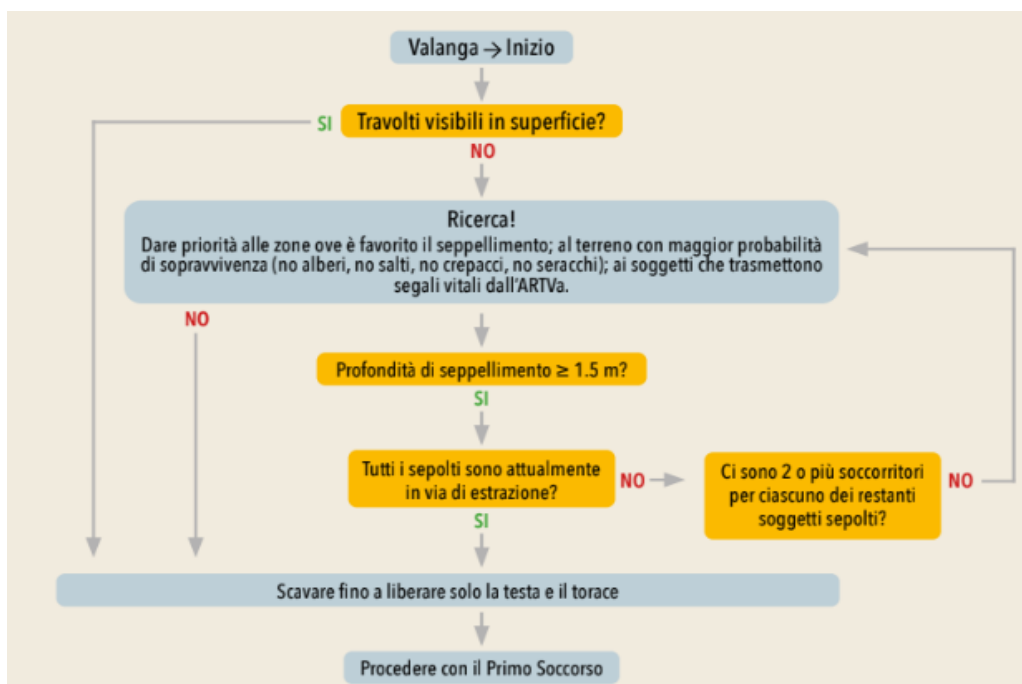 Valanga → Inizio
SI
Travolti visibili in superficie?
NO
Ricerca!
Dare priorità alle zone ove è favorito il seppellimento; al terreno con maggior probabilità
di sopravvivenza (no alberi, no salti, no crepacci, no seracchi); ai soggetti che trasmettono
segali vitali dall'ARTVa.
NO
Profondità di seppellimento ≥ 1.5 m?
SI
Tutti i sepolti sono attualmente
in via di estrazione?
NO
Ci sono 2 o più soccorritori
per ciascuno dei restanti
soggetti sepolti?
NO
SI
Scavare fino a liberare solo la testa e il torace
Procedere con il Primo Soccorso